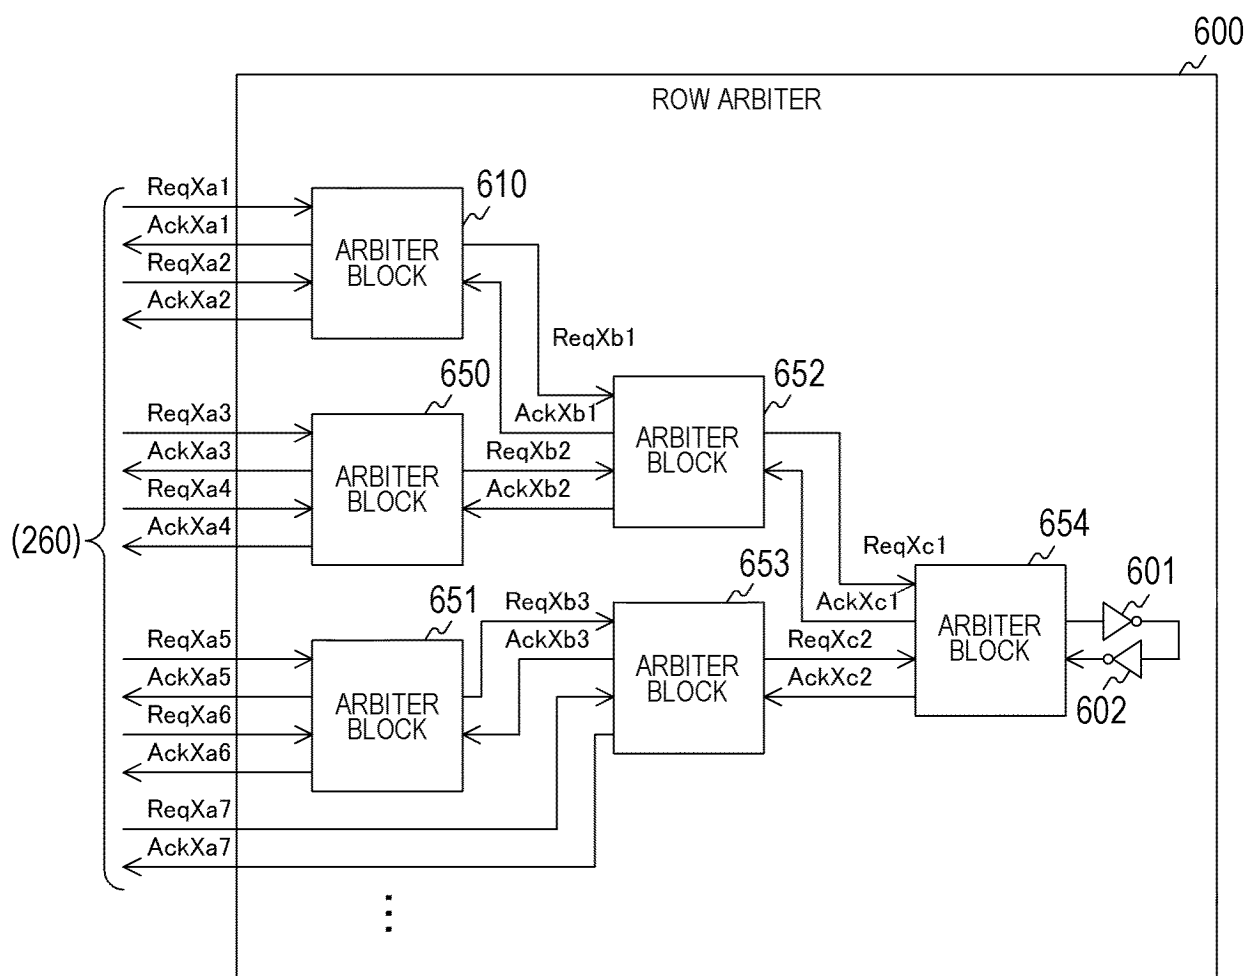 600
ROW ARBITER
ReqXa1
AckXa1
ReqXa2
AckXa2
610
ARBITER
BLOCK
ReqXb1
AckXb1
650
ReqXa3
AckXa3
ReqXa4
AckXa4
ARBITER
BLOCK
ReqXb2
AckXb2
652
ARBITER
BLOCK
(260)
ReqXc1
AckXc1
654
ARBITER
BLOCK
601
602
651
ReqXa5
AckXa5
ReqXa6
AckXa6
ARBITER
BLOCK
ReqXb3
AckXb3
653
ARBITER
BLOCK
ReqXc2
AckXc2
ReqXa7
AckXa7